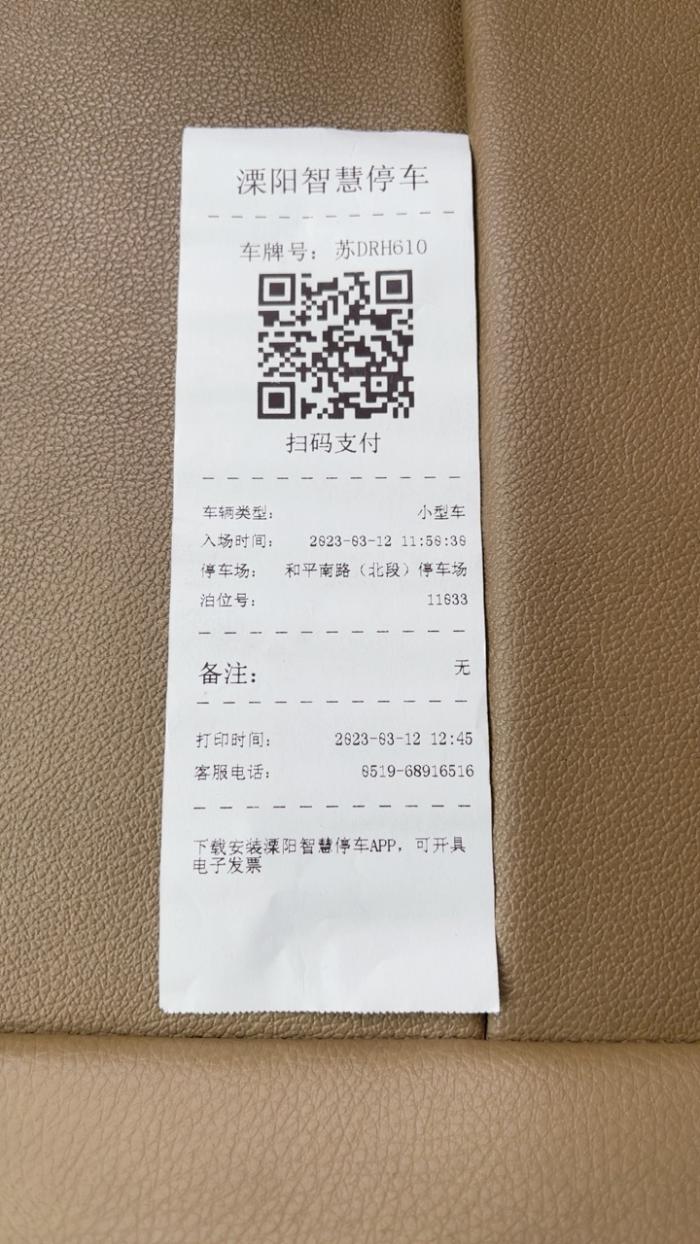 溧阳智慧停车
车牌号：苏DRH610
扫码支付
车辆类型： 小型车
入场时间： 2023-03-12 11:50:30
停车场： 和平南路（北段）停车场
泊位号： 11033
备注： 无
打印时间： 2023-03-12 12:45
客服电话： 0519-68916516
下载安装溧阳智慧停车APP，可开具
电子发票